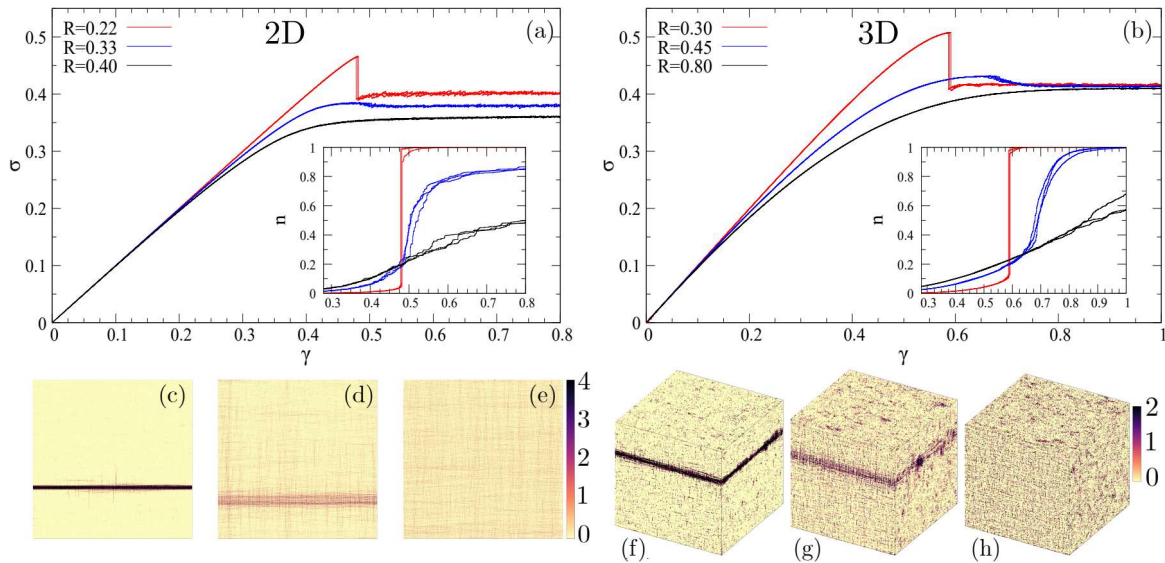 R=0.22
R=0.33
R=0.40
2D
(a)
σ
0.5
0.4
0.3
0.2
0.1
0
0 0.1 0.2 0.3 0.4 0.5 0.6 0.7 0.8
γ
n
1
0.8
0.6
0.4
0.2
0
0.3 0.4 0.5 0.6 0.7 0.8
R=0.30
R=0.45
R=0.80
3D
(b)
σ
0.5
0.4
0.3
0.2
0.1
0
0 0.2 0.4 0.6 0.8 1
γ
n
1
0.8
0.6
0.4
0.2
0
0.3 0.4 0.5 0.6 0.7 0.8 0.9 1
(c)
(d)
(e)
4
3
2
1
0
(f)
(g)
(h)
2
1
0